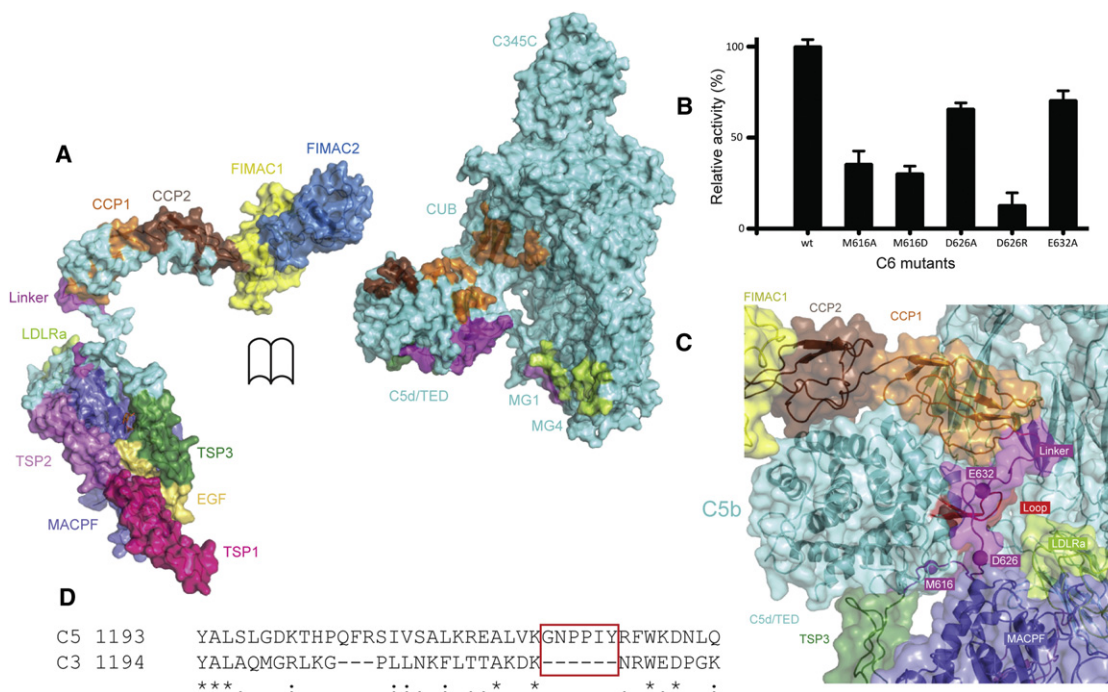 A
CCP1
CCP2
FIMAC1
FIMAC2
Linker
LDLRa
TSP2
TSP3
EGF
MACPF
TSP1
C345C
CUB
C5d/TED
MG1
MG4
B
Relative activity (%)
100
50
0
wt M616A M616D D626A D626R E632A
C6 mutants
C
FIMAC1
CCP2
CCP1
Linker
E632
C5b
Loop
LDLRa
D626
M616
C5d/TED
TSP3
MACPF
D
C5 1193 YALSLGDKTHPQFRSIVSALKREALVKGNPPIYRFWKDNLQ
C3 1194 YALAQMGRLKG---PLLNKFLTTAKDK------NRWEDPGK